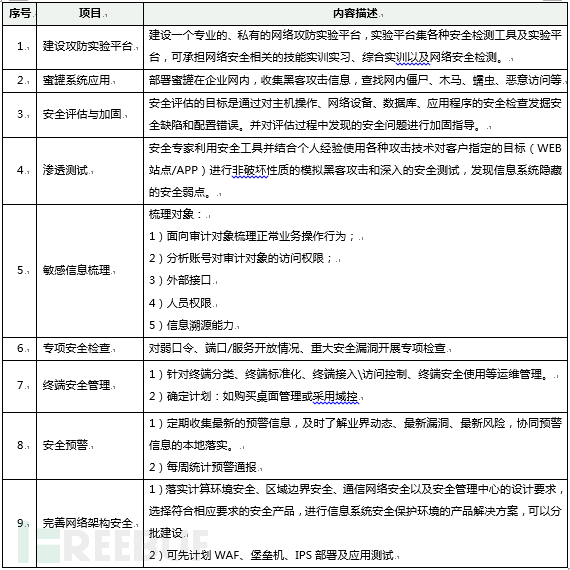 序号 项目 内容描述
1 建设攻防实验平台 建设一个专业的、私有的网络攻防实验平台，实验平台集各种安全检测工具及实验平
台，可承担网络安全相关的技能实训实习、综合实训以及网络安全检测。
2 蜜罐系统应用 部署蜜罐在企业网内，收集黑客攻击信息，查找网内僵尸、木马、蠕虫、恶意访问等
3 安全评估与加固 安全评估的目标是通过对主机操作、网络设备、数据库、应用程序的安全检查发掘安
全缺陷和配置错误。并对评估过程中发现的安全问题进行加固指导。
4 渗透测试 安全专家利用安全工具并结合个人经验使用各种攻击技术对客户指定的目标（WEB
站点/APP）进行非破坏性质的模拟黑客攻击和深入的安全测试，发现信息系统隐藏
的安全弱点。
5 敏感信息梳理 梳理对象：
1）面向审计对象梳理正常业务操作行为；
2）分析账号对审计对象的访问权限；
3）外部接口
4）人员权限
5）信息溯源能力
6 专项安全检查 对弱口令、端口/服务开放情况、重大安全漏洞开展专项检查
7 终端安全管理 1）针对终端分类、终端标准化、终端接入\访问控制、终端安全使用等运维管理。
2）确定计划：如购买桌面管理或采用域控
8 安全预警 1）定期收集最新的预警信息，及时了解业界动态、最新漏洞、最新风险，协同预警
信息的本地落实。
2）每周统计预警通报
9 完善网络架构安全 1）落实计算环境安全、区域边界安全、通信网络安全以及安全管理中心的设计要求，
选择符合相应要求的安全产品，进行信息系统安全保护环境的产品解决方案，可以分
批建设
2）可先计划 WAF、堡垒机、IPS 部署及应用测试
FREEBUF